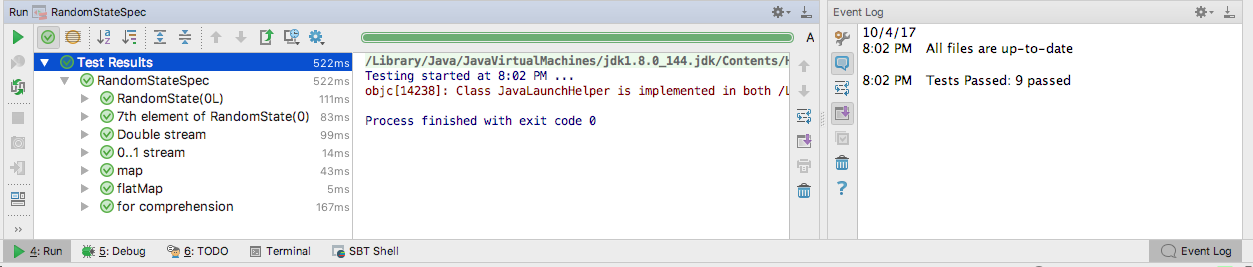 Run RandomStateSpec
Event Log
A
Test Results 522ms
RandomStateSpec 522ms
RandomState(0L) 111ms
7th element of RandomState(0) 83ms
Double stream 99ms
0..1 stream 14ms
map 43ms
flatMap 5ms
for comprehension 167ms
/Library/Java/JavaVirtualMachines/jdk1.8.0_144.jdk/Contents/H
Testing started at 8:02 PM ...
objc[14238]: Class JavaLaunchHelper is implemented in both /L
Process finished with exit code 0
10/4/17
8:02 PM All files are up-to-date
8:02 PM Tests Passed: 9 passed
4: Run 5: Debug 6: TODO Terminal SBT Shell Event Log